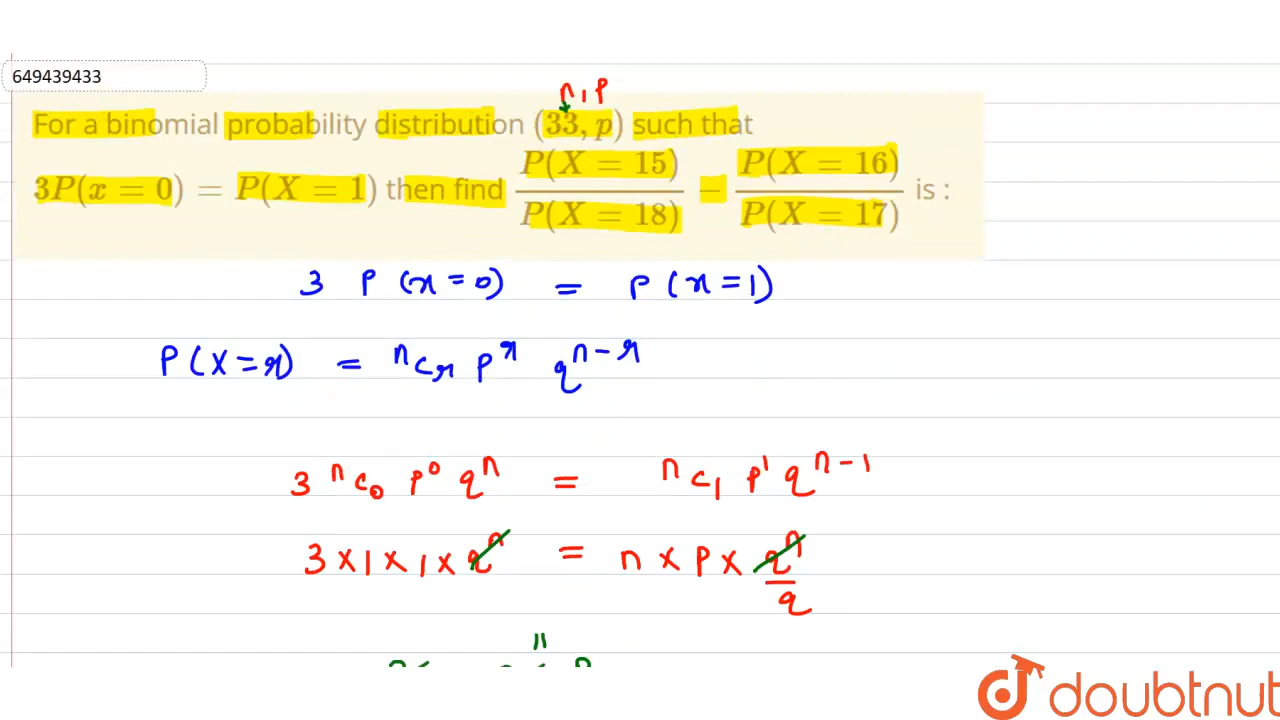 649439433
n, p
For a binomial probability distribution (33, p) such that
3P(x = 0) = P(X = 1) then find P(X = 15)/P(X = 18) − P(X = 16)/P(X = 17) is :
3 P (x = 0) = P (x = 1)
P (X = r) = ⁿCᵣ pʳ qⁿ⁻ʳ
3 ⁿC₀ p⁰ qⁿ = ⁿC₁ p¹ qⁿ⁻¹
3 × 1 × 1 × qⁿ = n × p × qⁿ/q
11
doubtnut